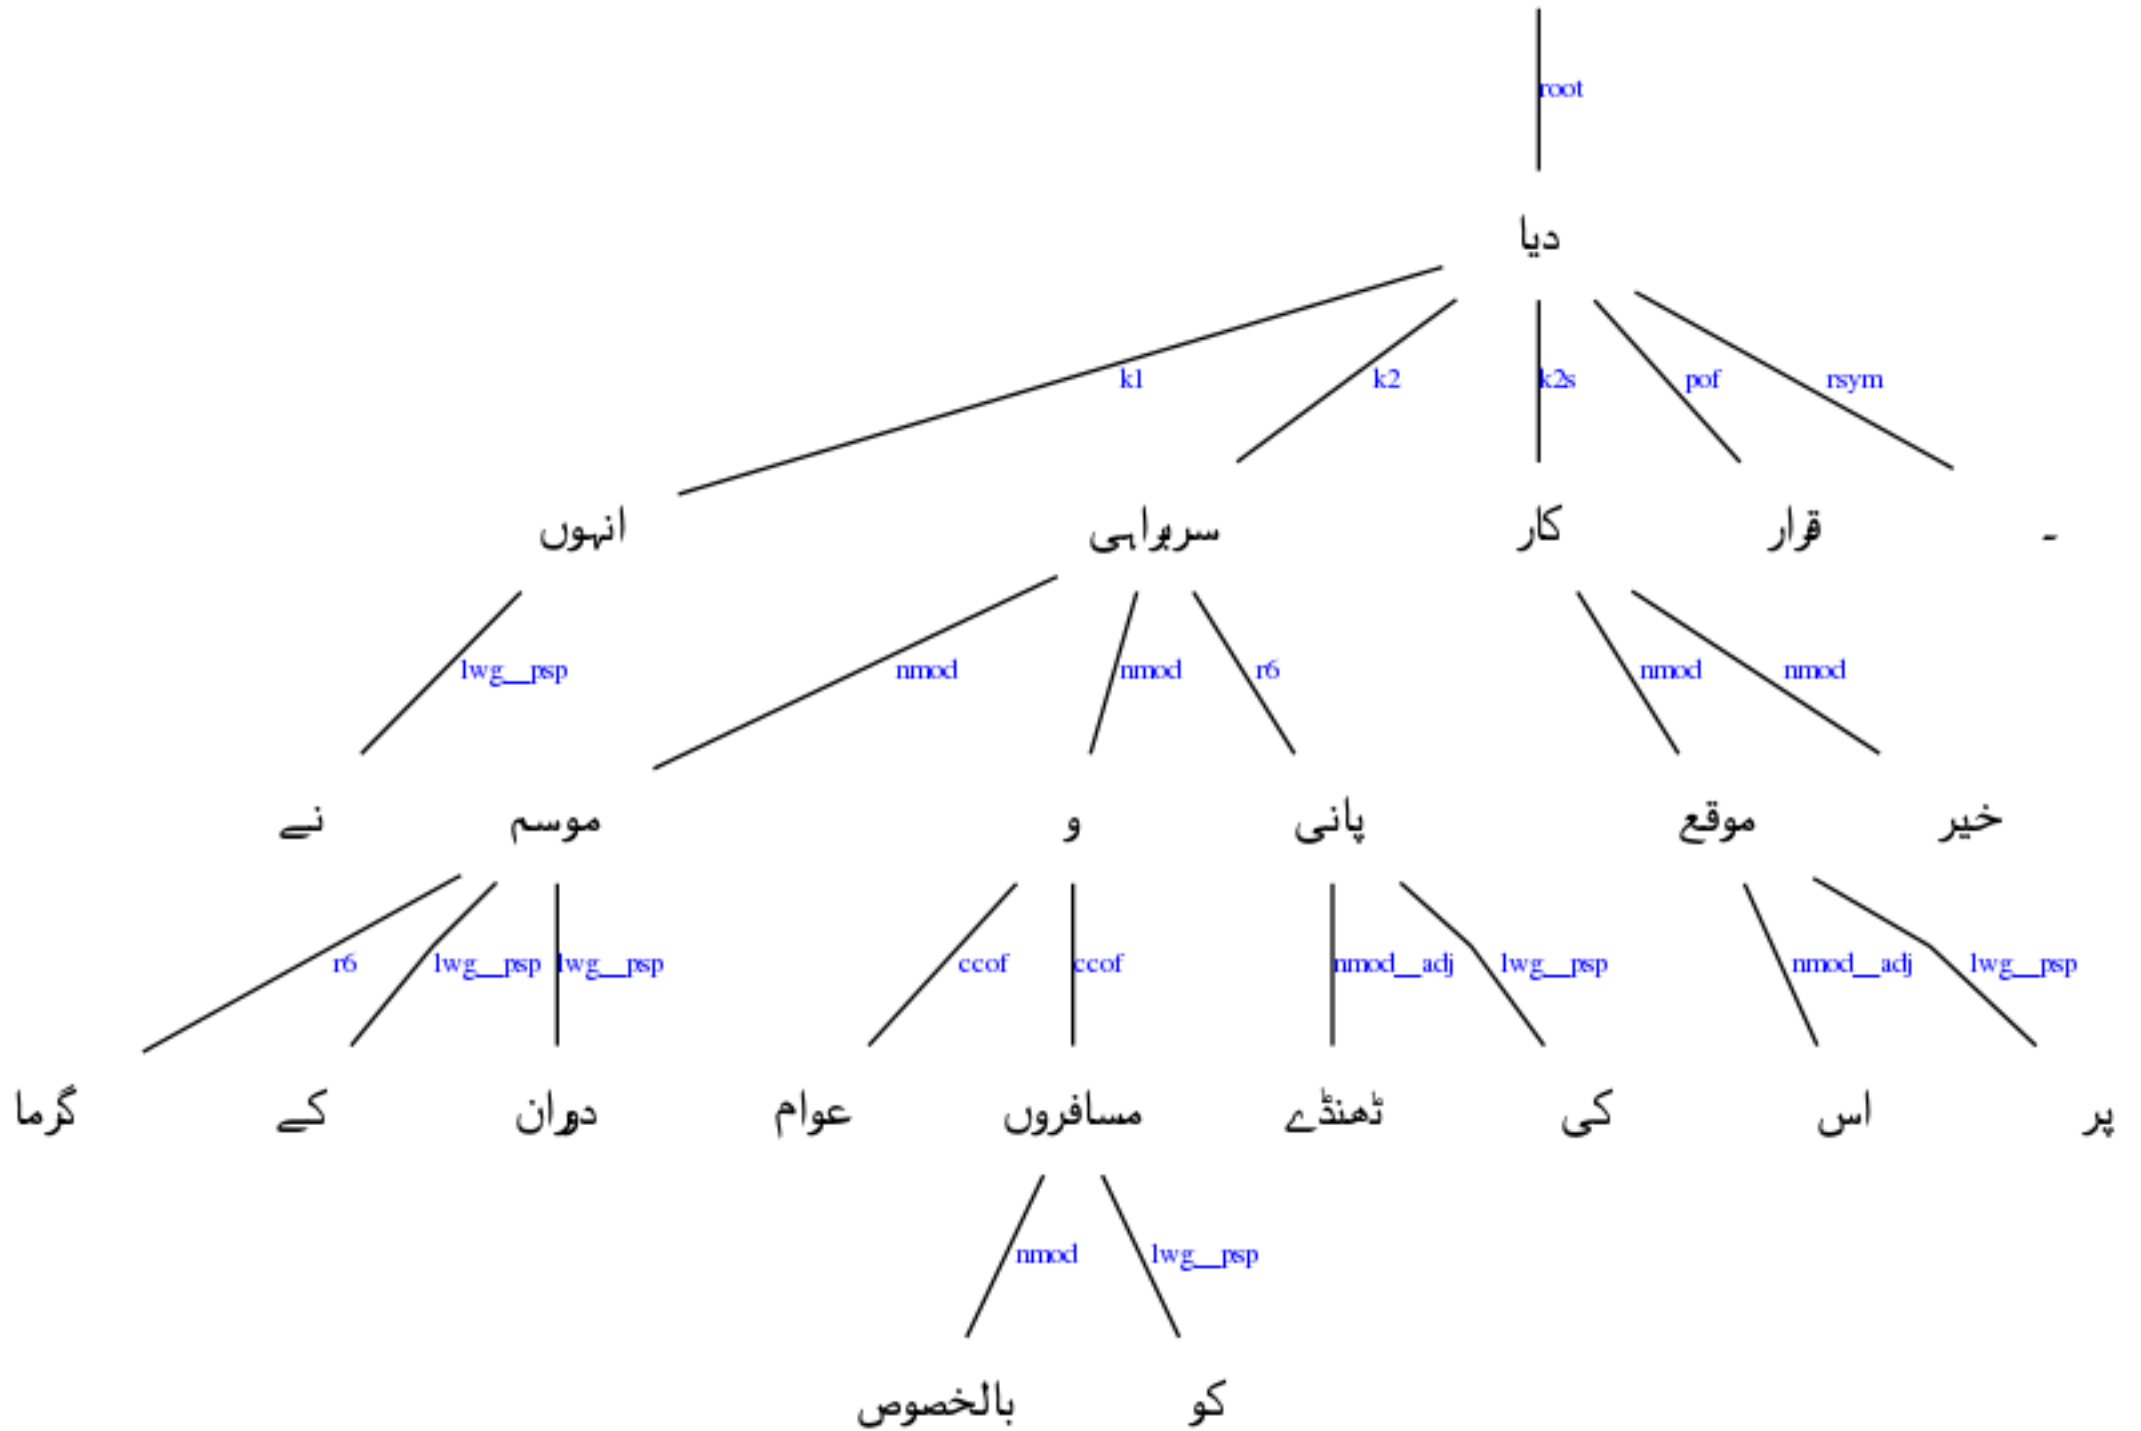 root
دیا
k1 k2 k2s pof rsym
انہوں سربراہی کار قرار ۔
lwg__psp nmod nmod r6 nmod nmod
نے موسم و پانی موقع خیر
r6 lwg__psp lwg__psp ccof ccof nmod__adj lwg__psp nmod__adj lwg__psp
گرما کے دوران عوام مسافروں ٹھنڈے کی اس پر
nmod lwg__psp
بالخصوص کو